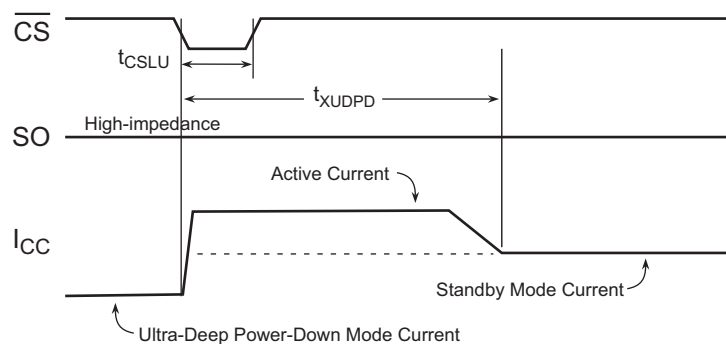 CS
tCSLU
tXUDPD
High-impedance
SO
Active Current
ICC
Standby Mode Current
Ultra-Deep Power-Down Mode Current